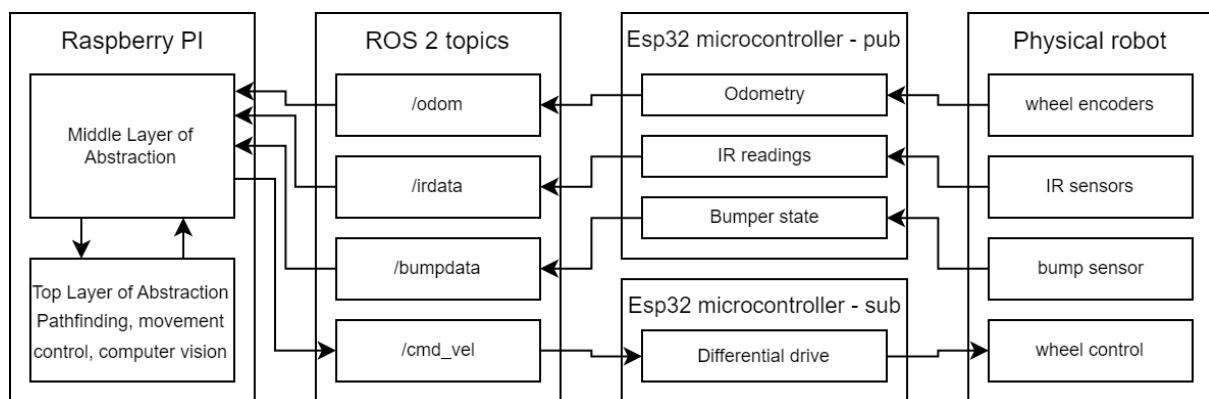 Raspberry PI
Middle Layer of
Abstraction
Top Layer of Abstraction
Pathfinding, movement
control, computer vision
ROS 2 topics
/odom
/irdata
/bumpdata
/cmd_vel
Esp32 microcontroller - pub
Odometry
IR readings
Bumper state
Esp32 microcontroller - sub
Differential drive
Physical robot
wheel encoders
IR sensors
bump sensor
wheel control